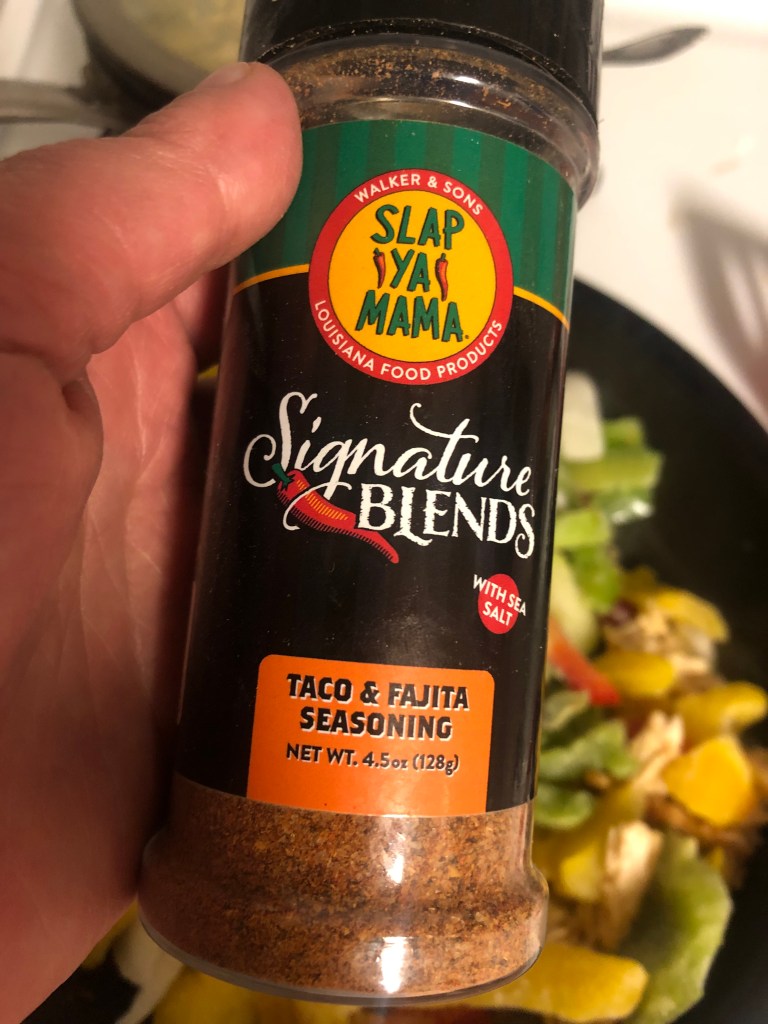 WALKER & SONS
SLAP
YA
MAMA®
LOUISIANA FOOD PRODUCTS
Signature
BLENDS
WITH SEA
SALT
TACO & FAJITA
SEASONING
NET WT. 4.5oz (128g)